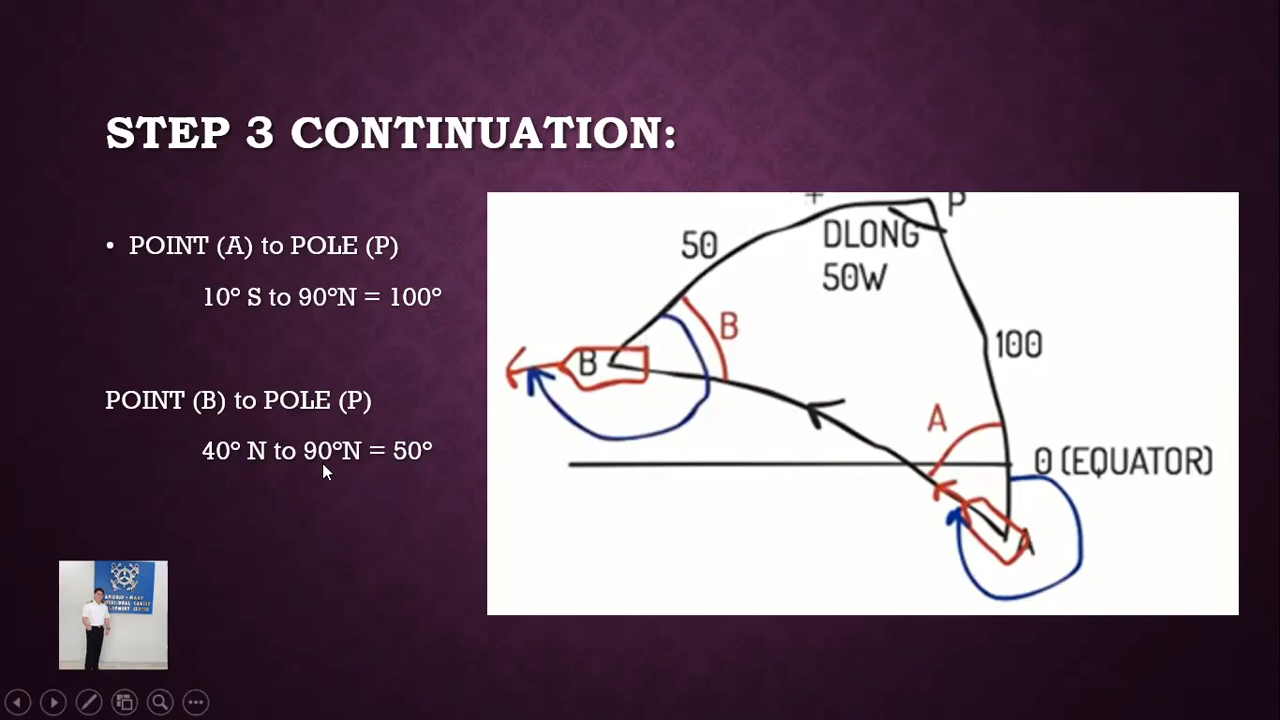 STEP 3 CONTINUATION:
• POINT (A) to POLE (P)
10° S to 90°N = 100°
POINT (B) to POLE (P)
40° N to 90°N = 50°
P
50
DLONG
50W
B
B
100
A
0 (EQUATOR)
A